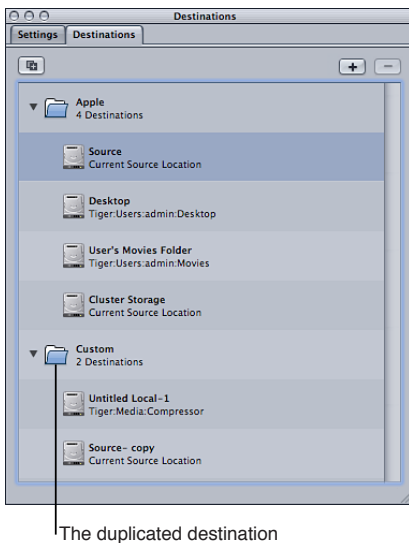 Destinations
Settings Destinations
Apple
4 Destinations
Source
Current Source Location
Desktop
Tiger:Users:admin:Desktop
User's Movies Folder
Tiger:Users:admin:Movies
Cluster Storage
Current Source Location
Custom
2 Destinations
Untitled Local-1
Tiger:Media:Compressor
Source- copy
Current Source Location
The duplicated destination